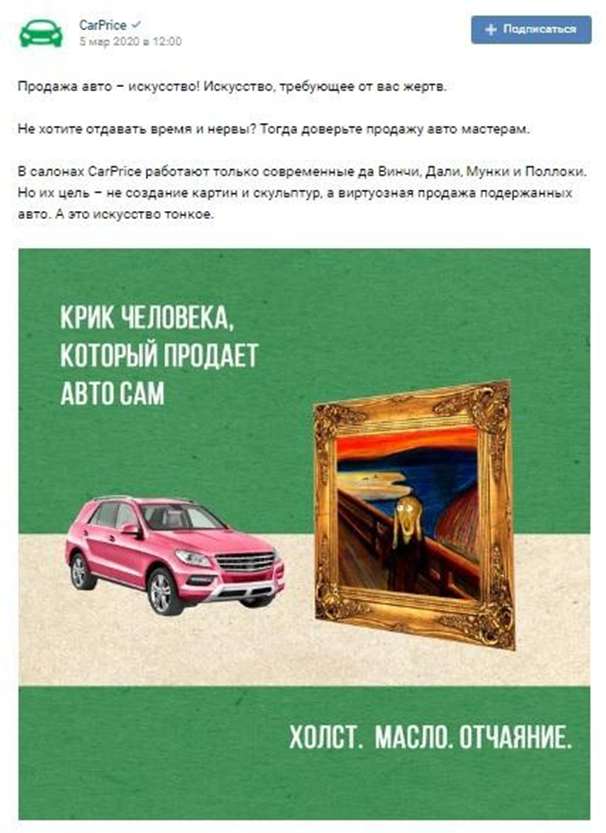 CarPrice
5 мар 2020 в 12:00
Подписаться
Продажа авто – искусство! Искусство, требующее от вас жертв.
Не хотите отдавать время и нервы? Тогда доверьте продажу авто мастерам.
В салонах CarPrice работают только современные да Винчи, Дали, Мунки и Поллоки.
Но их цель – не создание картин и скульптур, а виртуозная продажа подержанных
авто. А это искусство тонкое.
КРИК ЧЕЛОВЕКА,
КОТОРЫЙ ПРОДАЕТ
АВТО САМ
ХОЛСТ. МАСЛО. ОТЧАЯНИЕ.